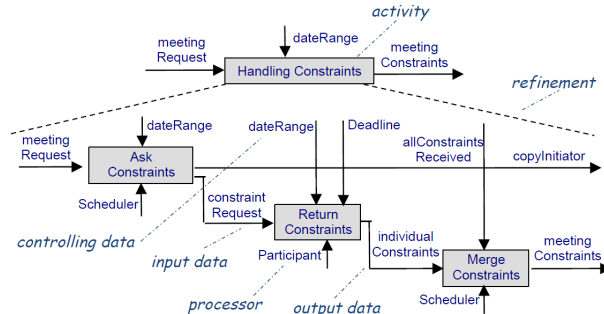 activity
meeting
Request
dateRange
meeting
Constraints
Handling Constraints
refinement
meeting
Request
dateRange
dateRange
Deadline
allConstraints
Received
copyInitiator
Ask
Constraints
Scheduler
constraint
Request
controlling data
Return
Constraints
individual
Constraints
meeting
Constraints
input data
Participant
Merge
Constraints
processor
output data
Scheduler